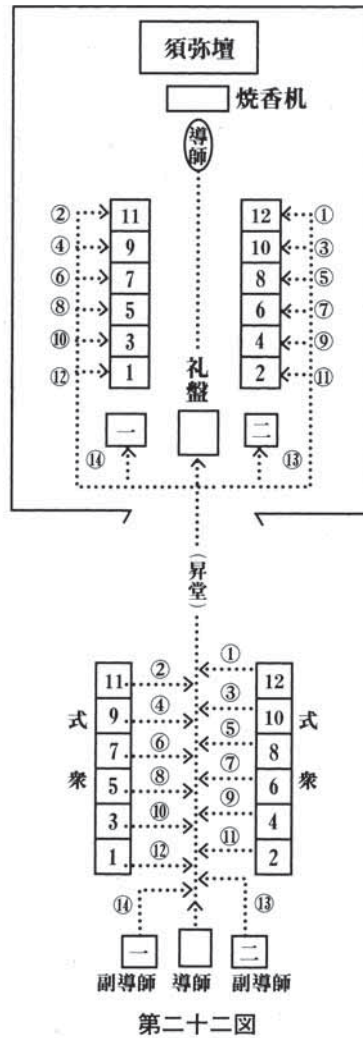 須弥壇
焼香机
導師
② 11 12 ①
④ 9 10 ③
⑥ 7 8 ⑤
⑧ 5 6 ⑦
⑩ 3 4 ⑨
⑫ 1 2 ⑪
礼盤
一 二
⑭ ⑬
(昇堂)
11 ② ① 12
9 ④ ③ 10
7 ⑥ ⑤ 8
5 ⑧ ⑦ 6
3 ⑩ ⑨ 4
1 ⑫ ⑪ 2
式衆 式衆
⑭ ⑬
一 二
副導師 導師 副導師
第二十二図